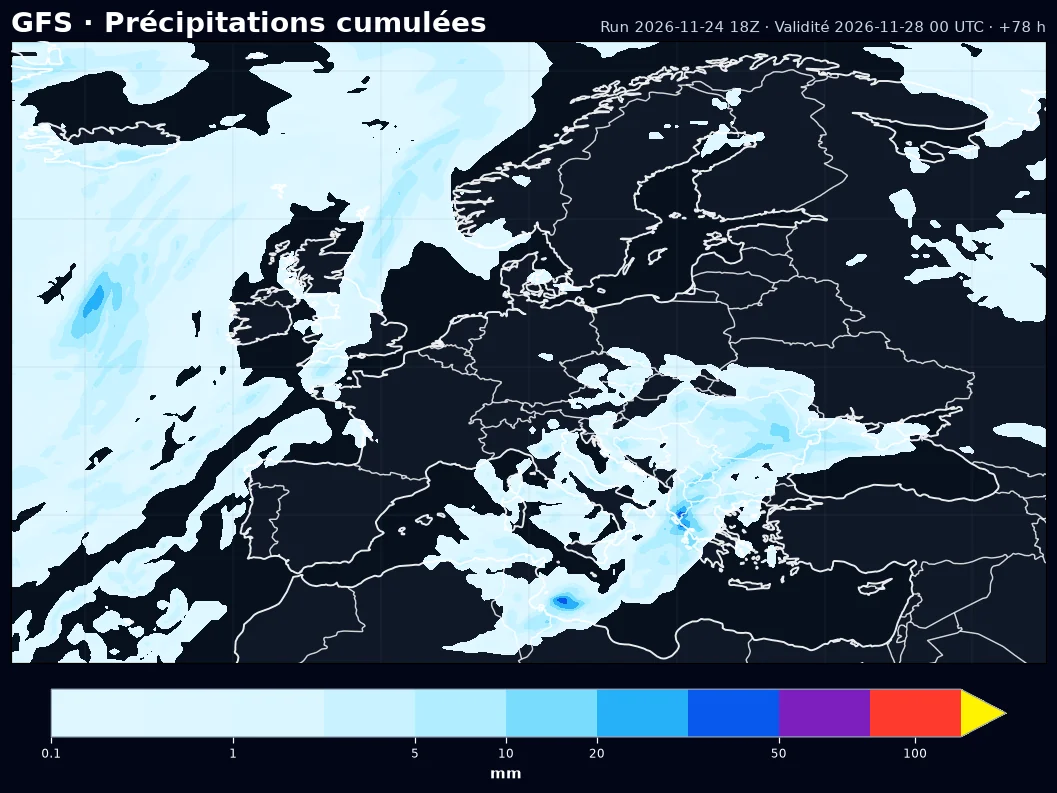 GFS · Précipitations cumulées
Run 2026-11-24 18Z · Validité 2026-11-28 00 UTC · +78 h
0.1 1 5 10 20 50 100
mm